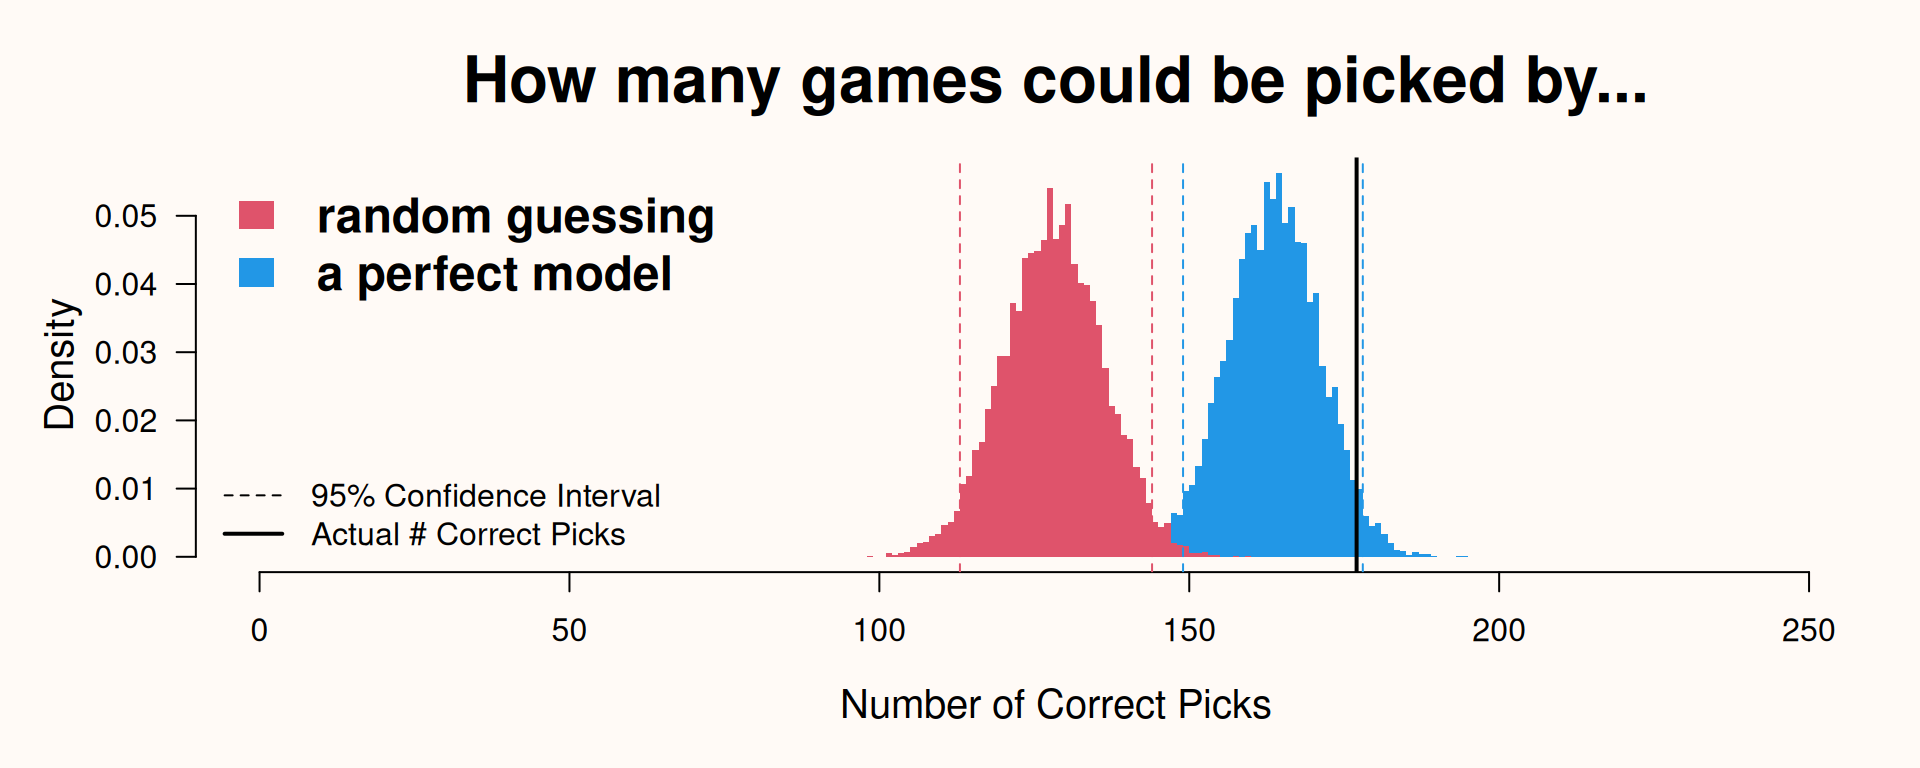 How many games could be picked by...
random guessing
a perfect model
95% Confidence Interval
Actual # Correct Picks
Density
0.05
0.04
0.03
0.02
0.01
0.00
0 50 100 150 200 250
Number of Correct Picks